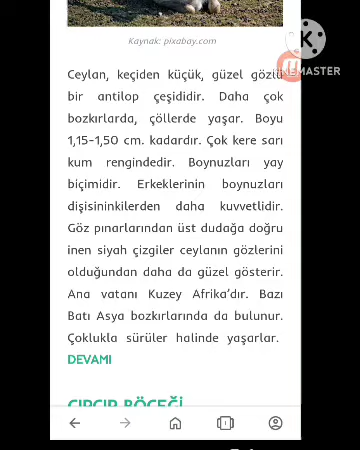 Kaynak: pixabay.com
K
INEMASTER
Ceylan, keçiden küçük, güzel gözlü
bir antilop çeşididir. Daha çok
bozkırlarda, çöllerde yaşar. Boyu
1,15-1,50 cm. kadardır. Çok kere sarı
kum rengindedir. Boynuzları yay
biçimidir. Erkeklerinin boynuzları
dişisininkilerden daha kuvvetlidir.
Göz pınarlarından üst dudağa doğru
inen siyah çizgiler ceylanın gözlerini
olduğundan daha da güzel gösterir.
Ana vatanı Kuzey Afrika'dır. Bazı
Batı Asya bozkırlarında da bulunur.
Çoklukla sürüler halinde yaşarlar.
DEVAMI
CIRCIR BÖCEĞİ